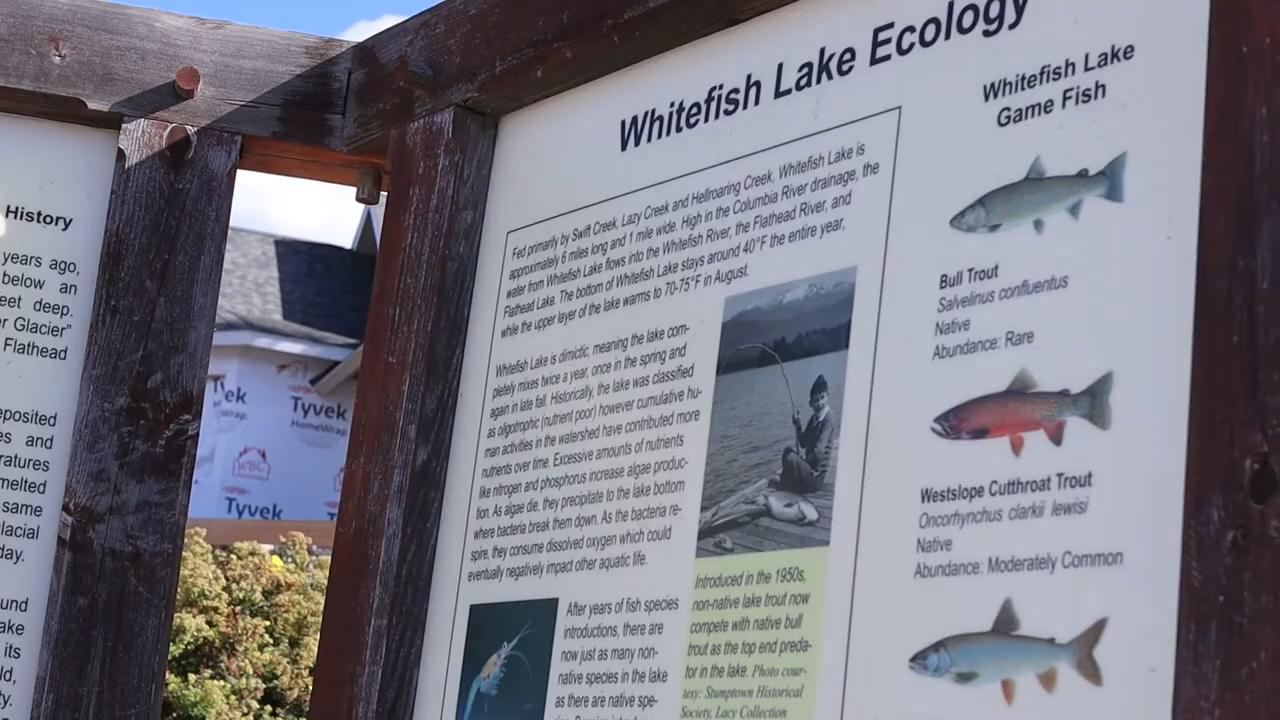 History
years ago,
below an
eet deep.
er Glacier"
Flathead
eposited
es and
ratures
melted
same
lacial
day.
und
ake
its
ld,
ty.
Tyvek
HomeWrap
WBC
Tyvek
Whitefish Lake Ecology
Fed primarily by Swift Creek, Lazy Creek and Hellroaring Creek, Whitefish Lake is
approximately 6 miles long and 1 mile wide. High in the Columbia River drainage, the
water from Whitefish Lake flows into the Whitefish River, the Flathead River, and
Flathead Lake. The bottom of Whitefish Lake stays around 40°F the entire year,
while the upper layer of the lake warms to 70-75°F in August.
Whitefish Lake is dimictic, meaning the lake com-
pletely mixes twice a year, once in the spring and
again in late fall. Historically, the lake was classified
as oligotrophic (nutrient poor) however cumulative hu-
man activities in the watershed have contributed more
nutrients over time. Excessive amounts of nutrients
like nitrogen and phosphorus increase algae produc-
tion. As algae die, they precipitate to the lake bottom
where bacteria break them down. As the bacteria re-
spire, they consume dissolved oxygen which could
eventually negatively impact other aquatic life.
After years of fish species
introductions, there are
now just as many non-
native species in the lake
as there are native spe-
Introduced in the 1950s,
non-native lake trout now
compete with native bull
trout as the top end preda-
tor in the lake. Photo cour-
tesy: Stumptown Historical
Society, Lacy Collection
Whitefish Lake
Game Fish
Bull Trout
Salvelinus confluentus
Native
Abundance: Rare
Westslope Cutthroat Trout
Oncorhynchus clarkii lewisi
Native
Abundance: Moderately Common